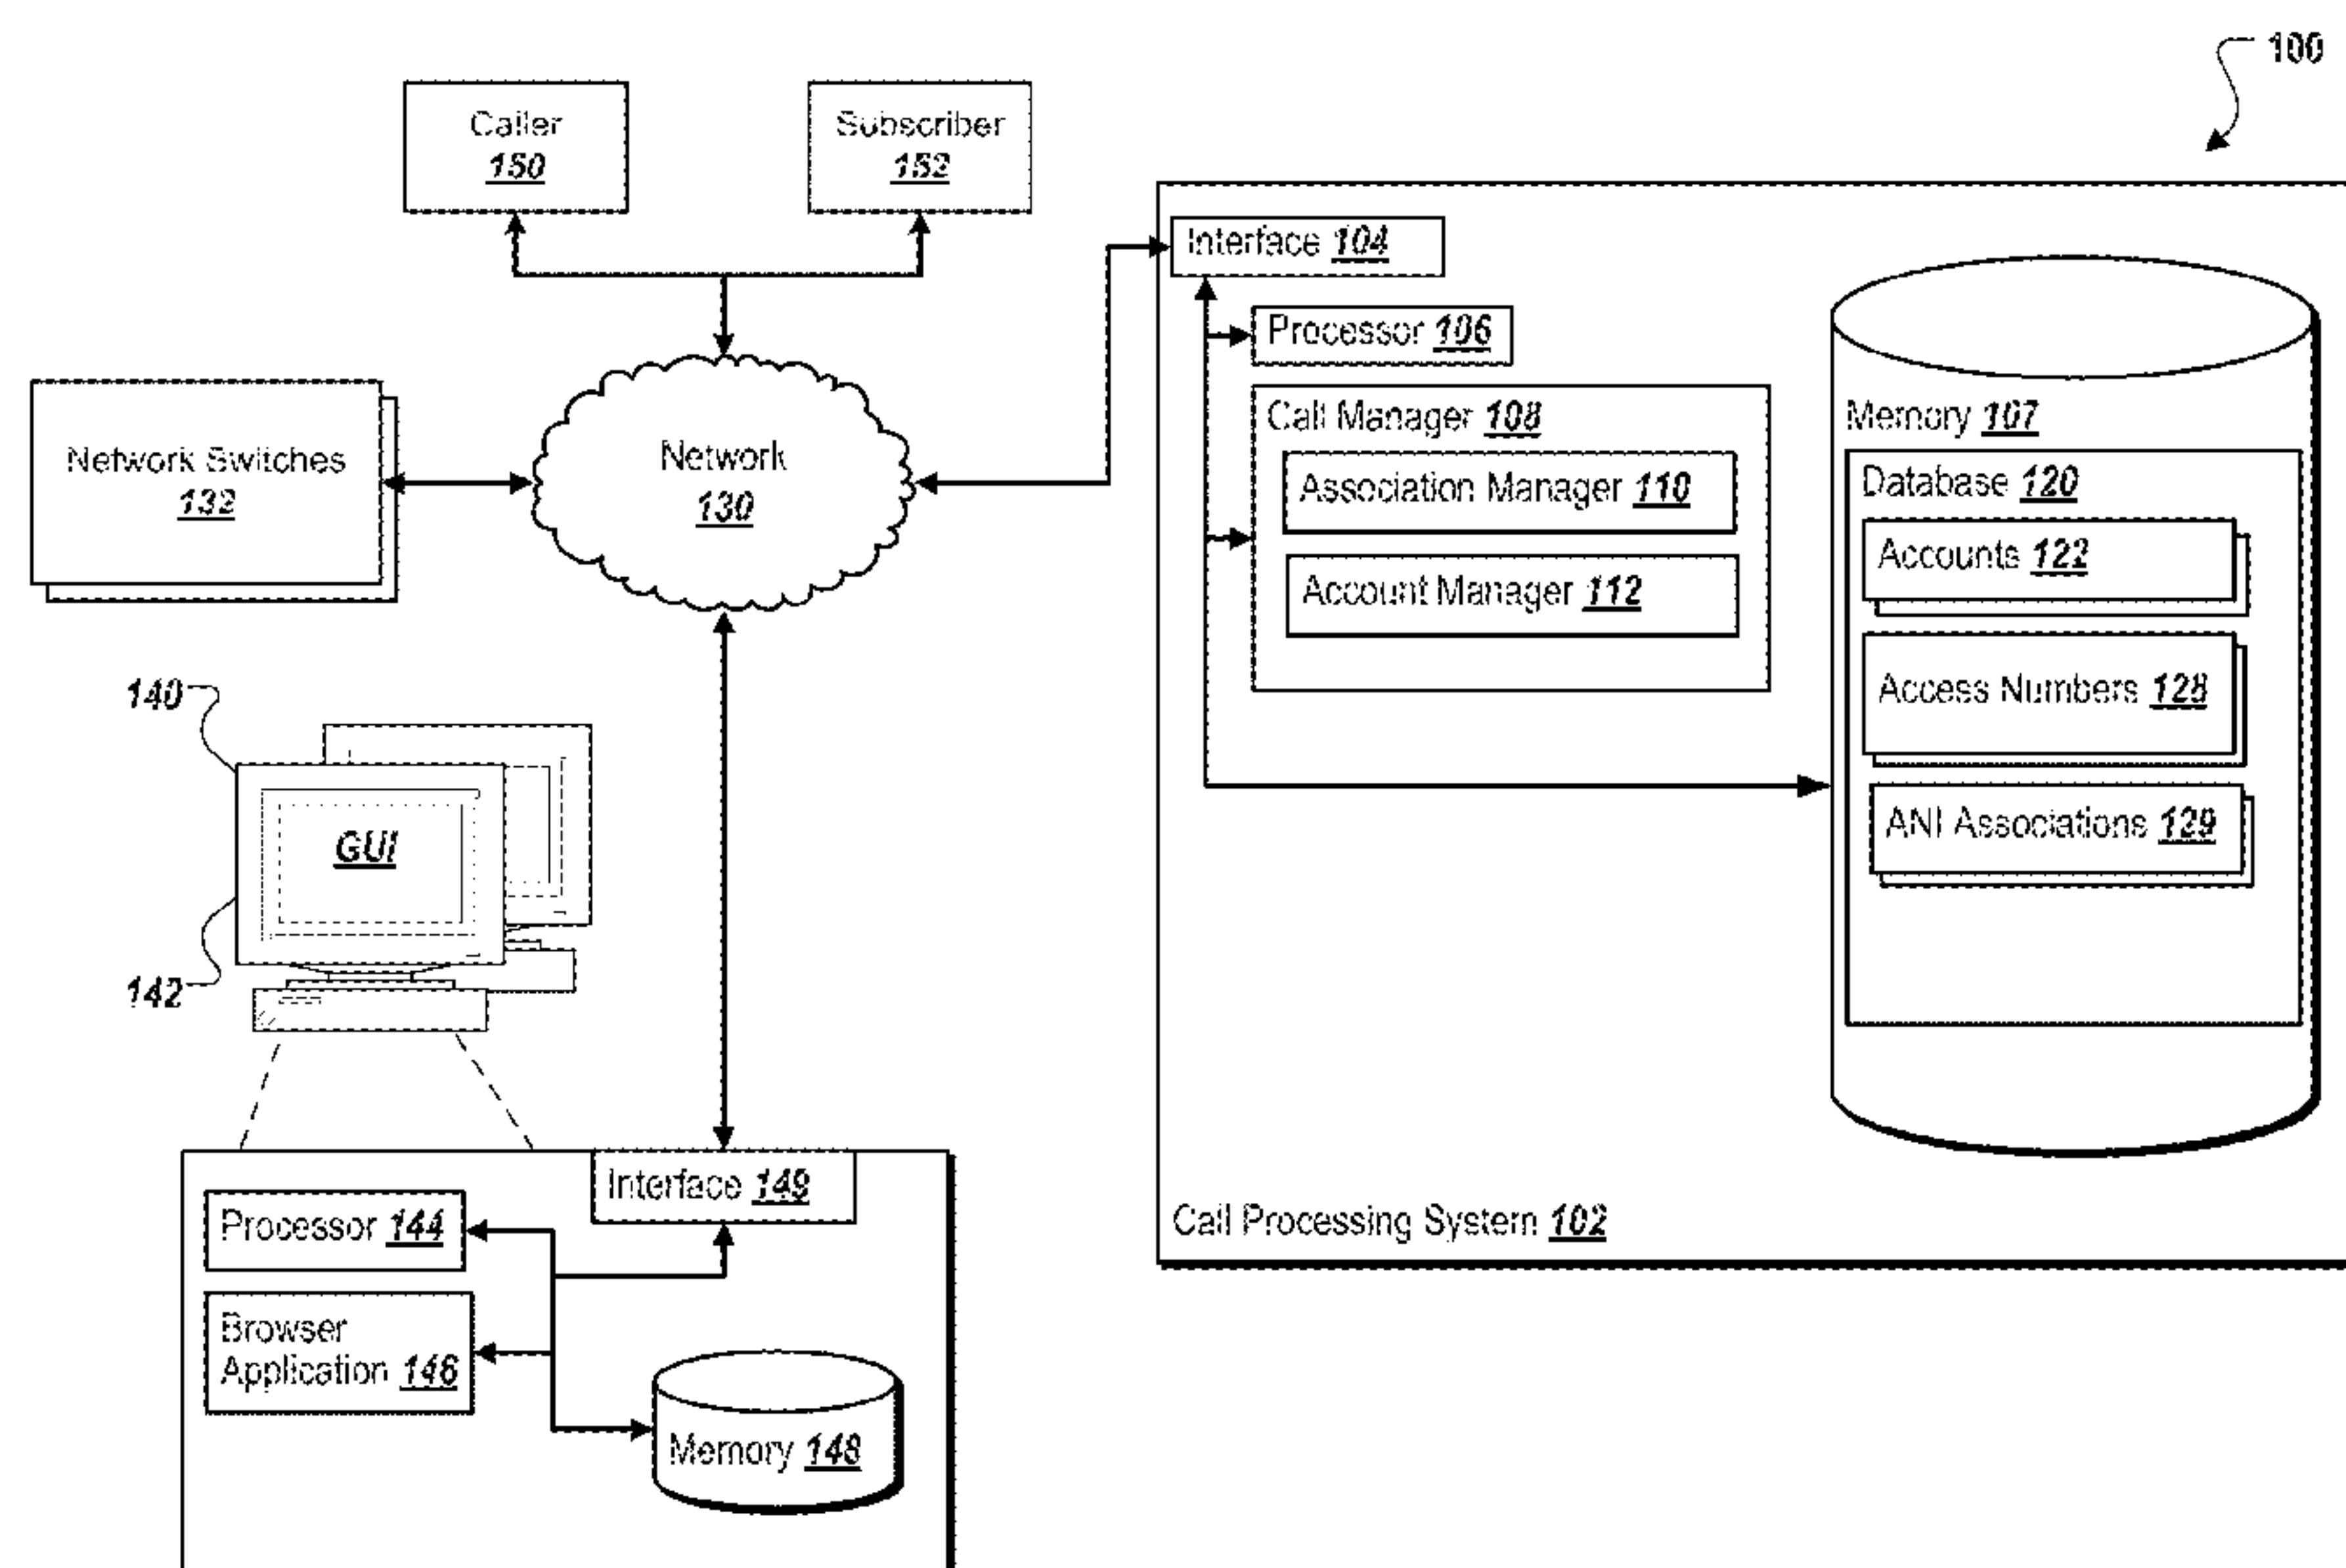 100
Caller
150
Subscriber
152
Interface 104
Processor 106
Call Manager 108
Association Manager 110
Account Manager 112
Memory 107
Database 120
Accounts 122
Access Numbers 128
ANI Associations 129
Call Processing System 102
Network Switches
132
Network
130
140
GUI
142
Interface 149
Processor 144
Browser
Application 146
Memory 148